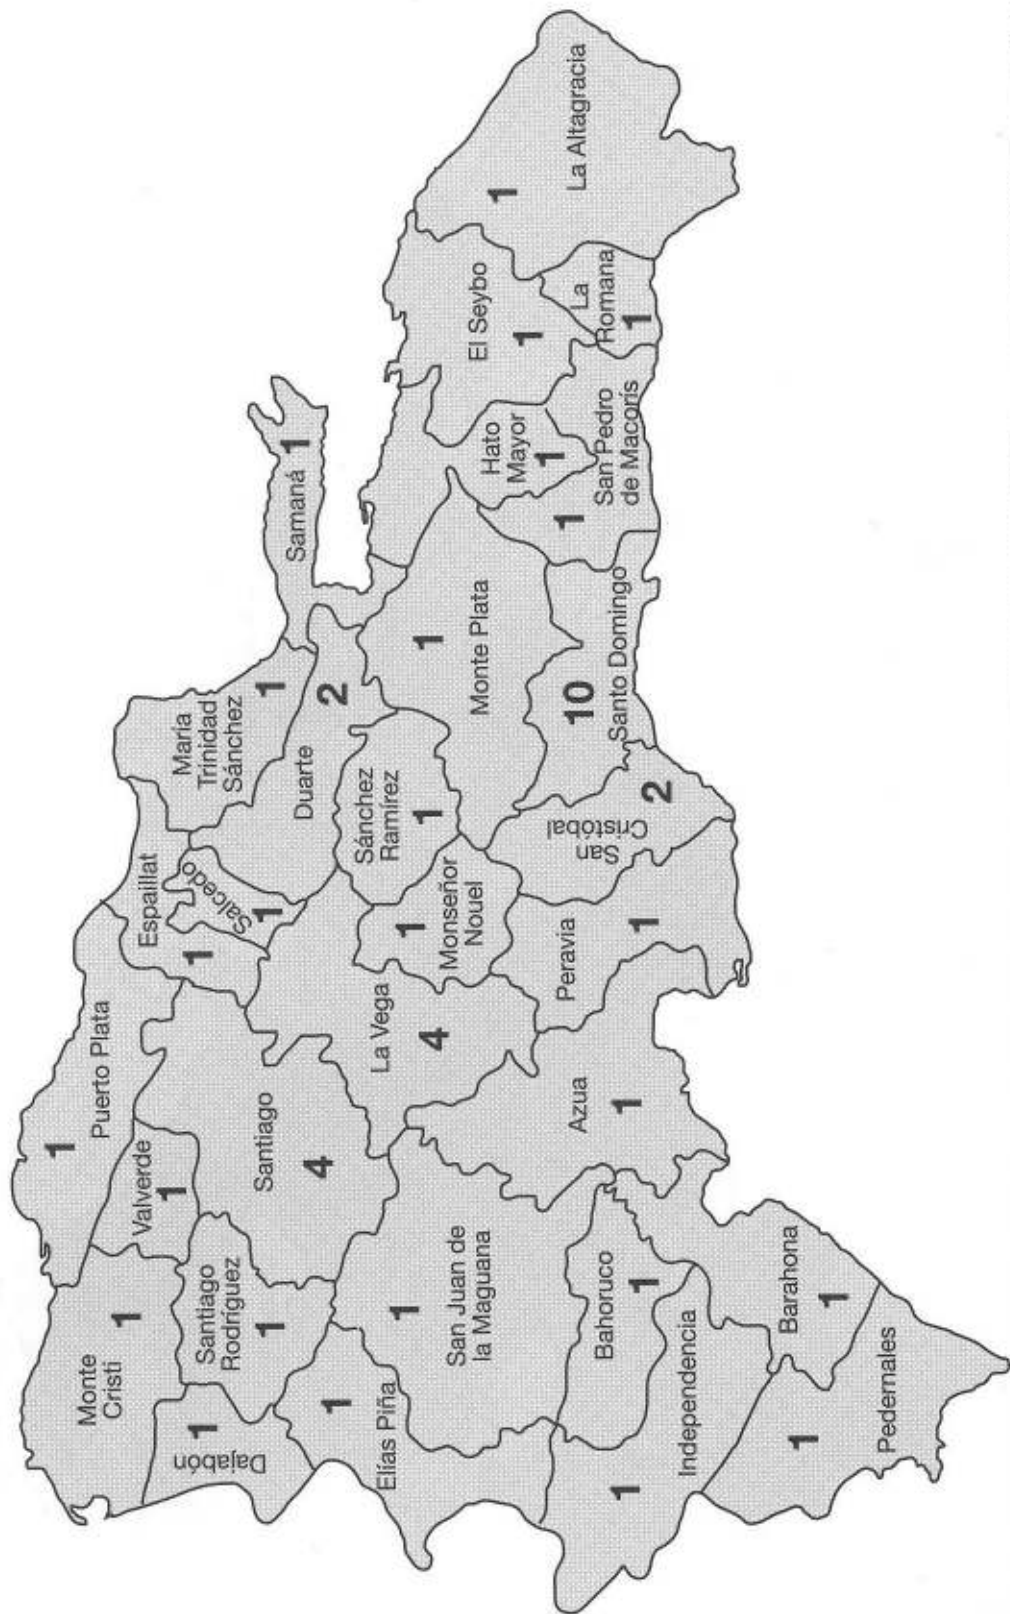 Monte
Cristi
1
Puerto Plata
1
Valverde
1
Dajabón
1
Santiago
Rodríguez
1
Santiago
4
Espaillat
1
Salcedo
1
María
Trinidad
Sánchez
1
Duarte
2
Samaná
1
Elías Piña
1
San Juan de
la Maguana
1
La Vega
4
Monseñor
Nouel
1
Sánchez
Ramírez
1
Monte Plata
1
Hato
Mayor
1
El Seybo
1
La Altagracia
1
La
Romana
1
San Pedro
de Macorís
1
Santo Domingo
10
San
Cristóbal
2
Peravia
1
Azua
1
Bahoruco
1
Independencia
1
Barahona
1
Pedernales
1